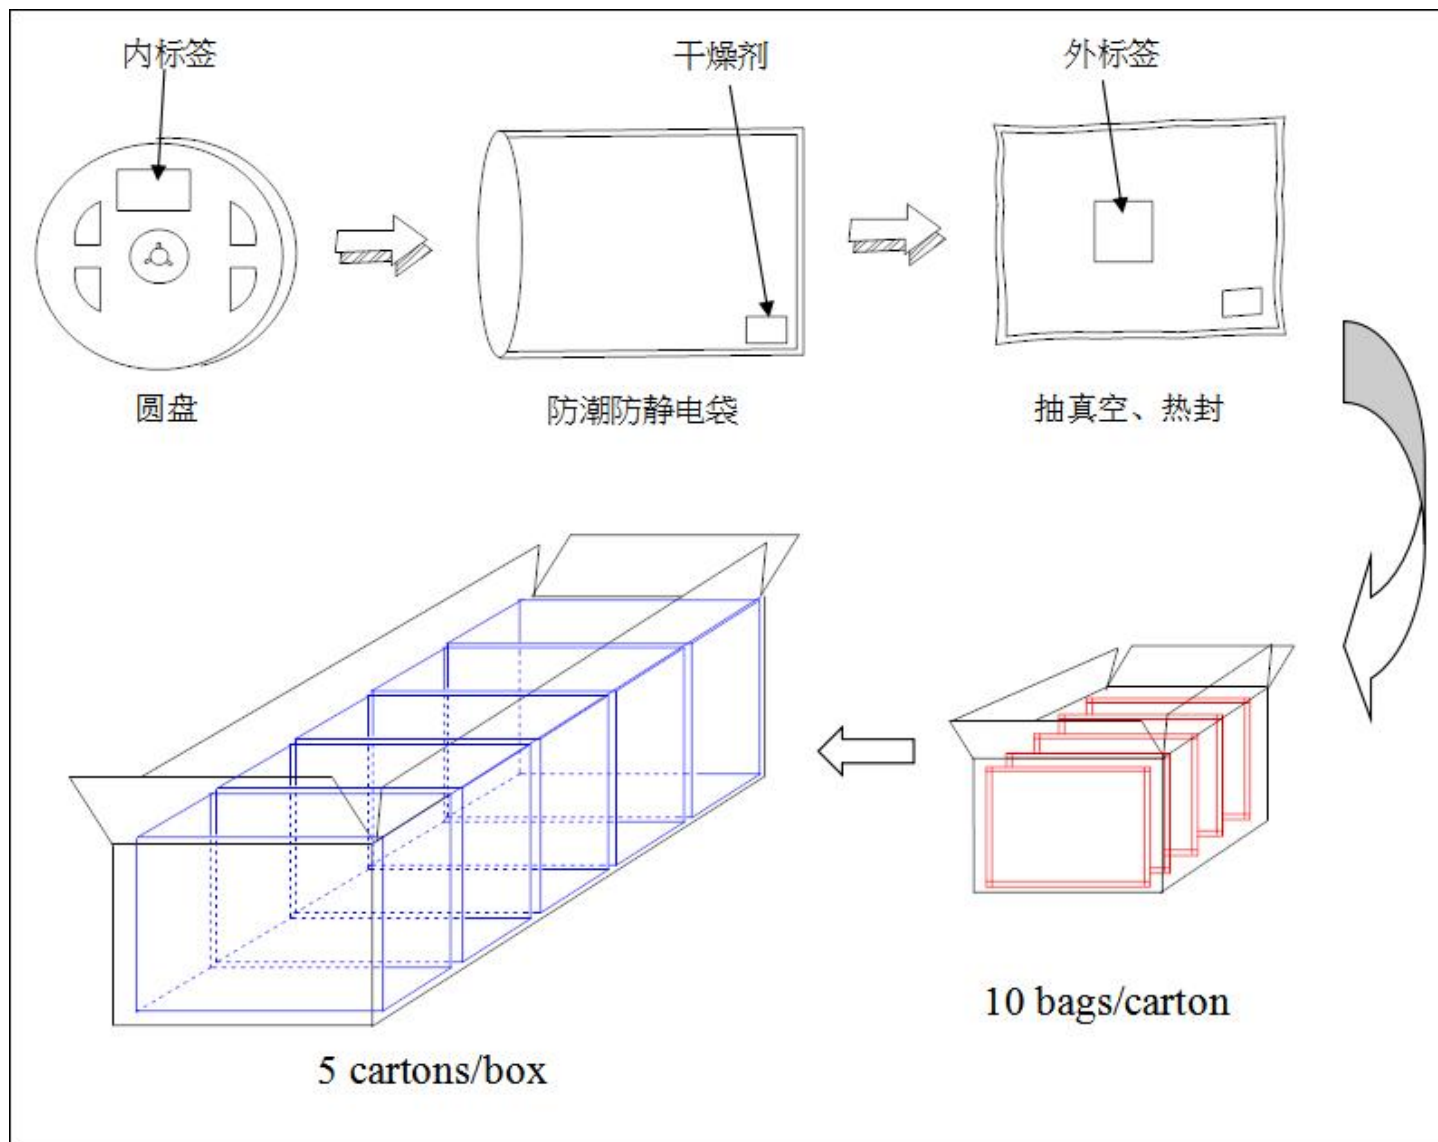 内标签
干燥剂
外标签
圆盘
防潮防静电袋
抽真空、热封
10 bags/carton
5 cartons/box